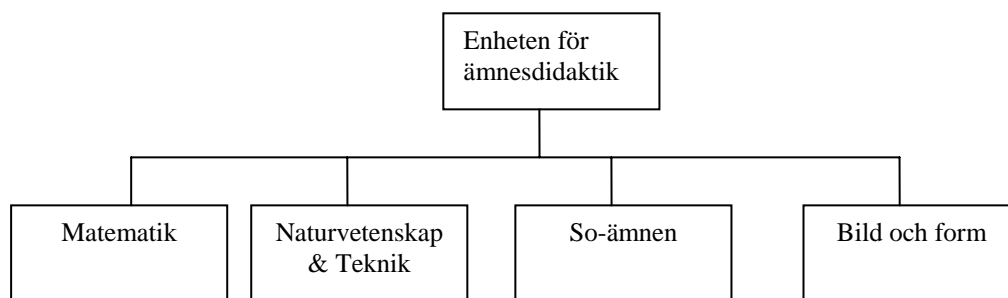 Enheten för
ämnesdidaktik
Matematik
Naturvetenskap
& Teknik
So-ämnen
Bild och form